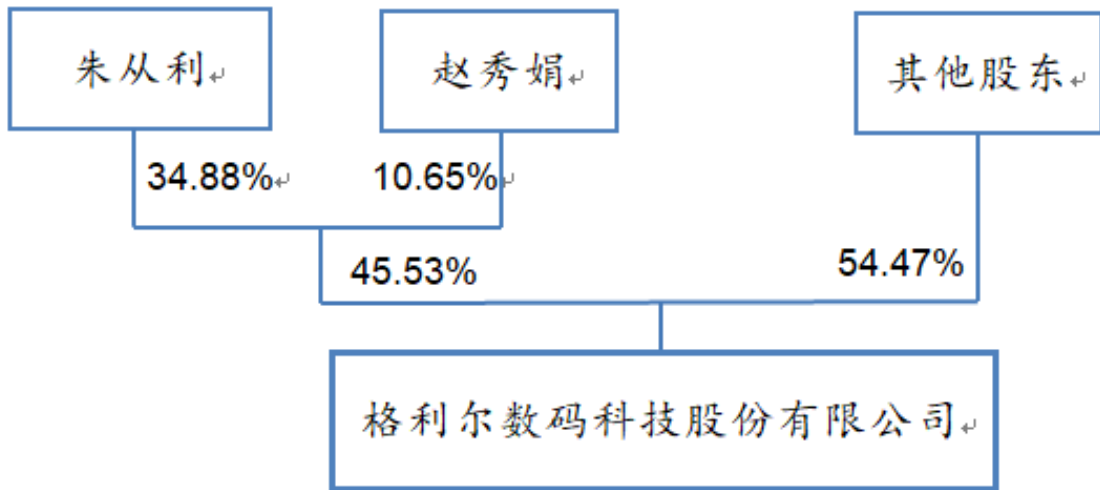 朱从利
赵秀娟
其他股东
34.88%
10.65%
45.53%
54.47%
格利尔数码科技股份有限公司